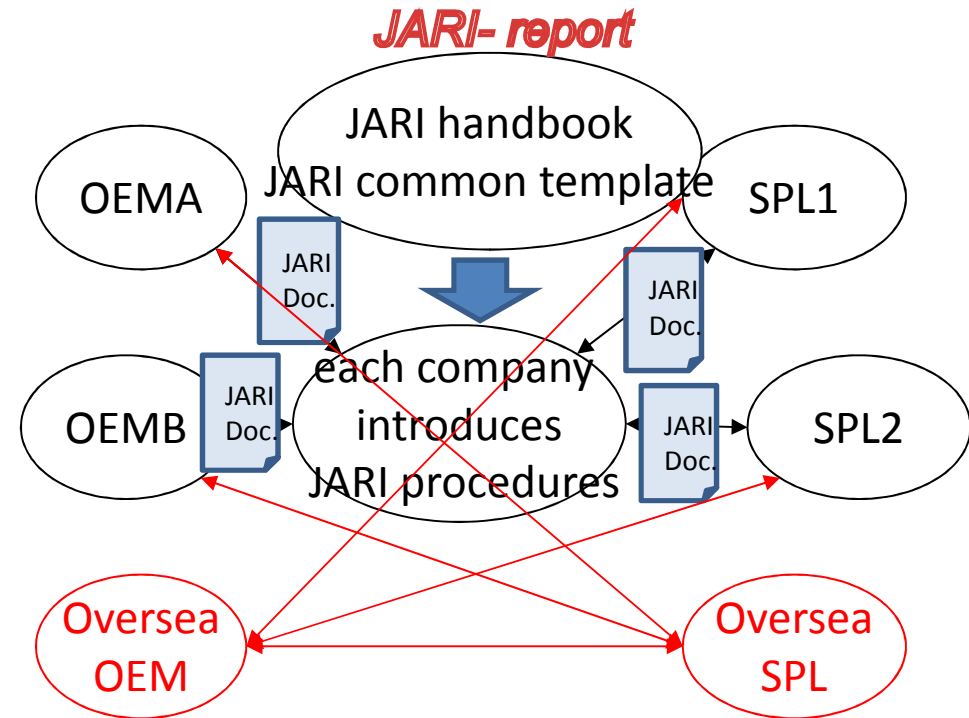 JARI- report
JARI handbook
JARI common template
OEMA
SPL1
JARI
Doc.
JARI
Doc.
each company
introduces
JARI procedures
OEMB
JARI
Doc.
JARI
Doc.
SPL2
Oversea
OEM
Oversea
SPL